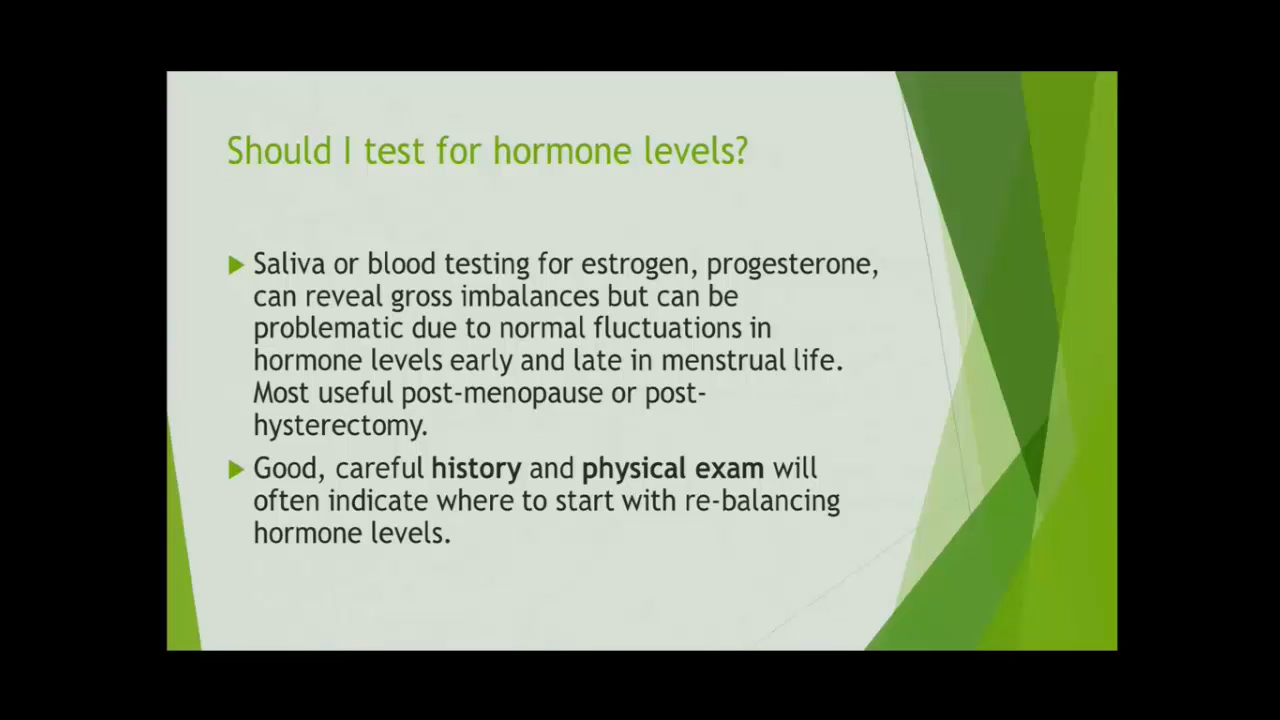 Should I test for hormone levels?
Saliva or blood testing for estrogen, progesterone,
can reveal gross imbalances but can be
problematic due to normal fluctuations in
hormone levels early and late in menstrual life.
Most useful post-menopause or post-
hysterectomy.
Good, careful history and physical exam will
often indicate where to start with re-balancing
hormone levels.